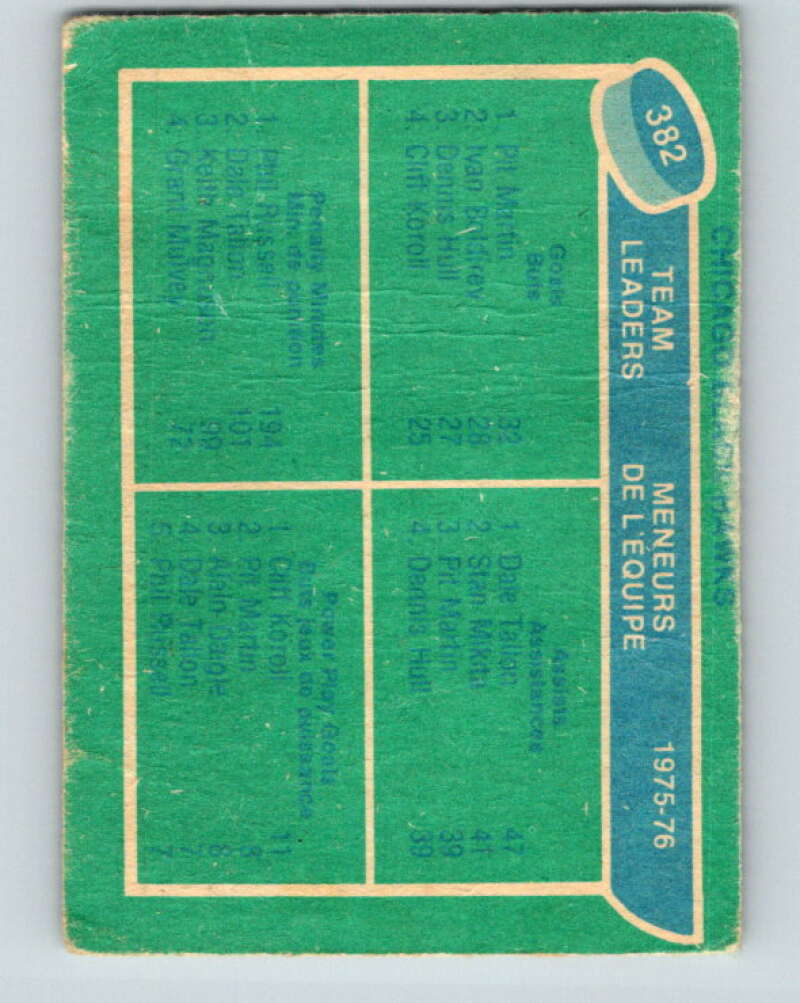 CHICAGO BLACK HAWKS
382
TEAM LEADERS
MENEURS DE L'ÉQUIPE
1975-76
Goals
Buts
1. Pit Martin 32
2. Ivan Boldirev 28
3. Dennis Hull 27
4. Cliff Koroll 25
Assists
Assistances
1 Dale Tallon 47
2 Stan Mikita 41
3 Pit Martin 39
4 Dennis Hull 39
Penalty Minutes
Min. de punition
1. Phil Russell 194
2. Dale Tallon 101
3 Keith Magnuson 99
4. Grant Mulvey 72
Power Play Goals
Buts jeux de puissance
1 Cliff Koroll 11
2 Pit Martin 8
3 Alain Daigle
4 Dale Tallon 7
5. Phil Russell 7